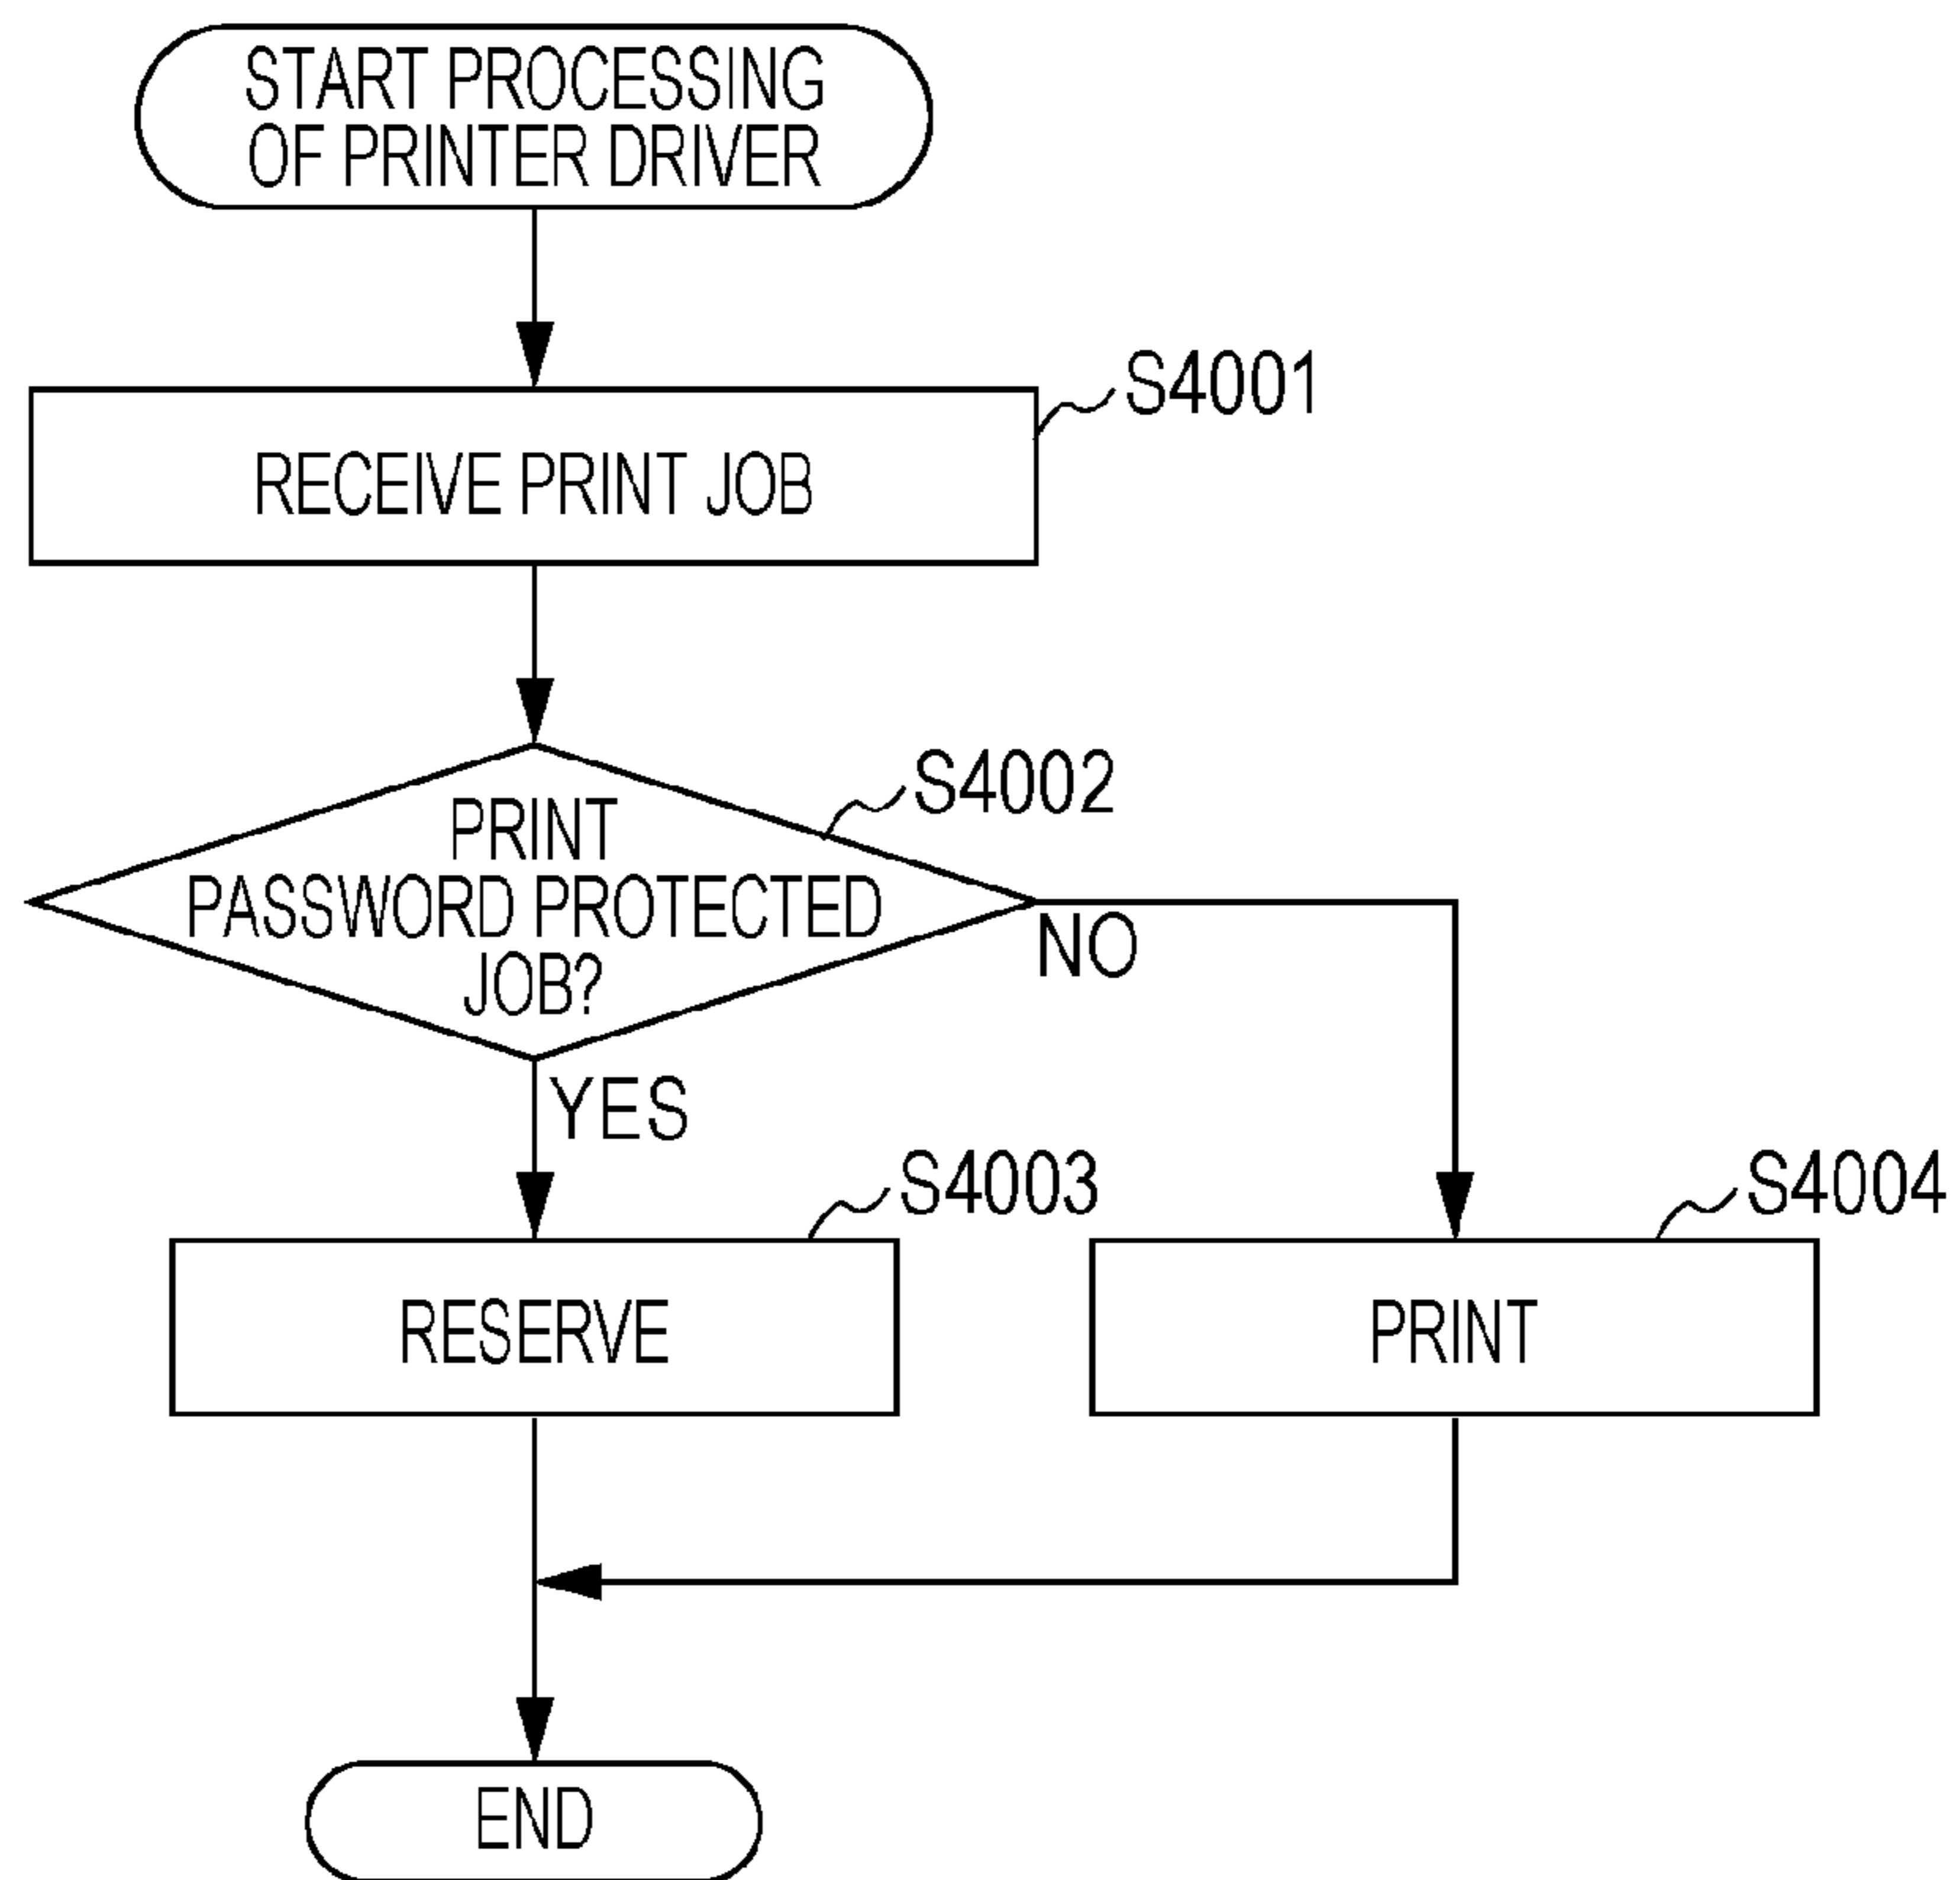 START PROCESSING
OF PRINTER DRIVER
S4001
RECEIVE PRINT JOB
S4002
PRINT
PASSWORD PROTECTED
JOB?
NO
YES
S4003
S4004
RESERVE
PRINT
END